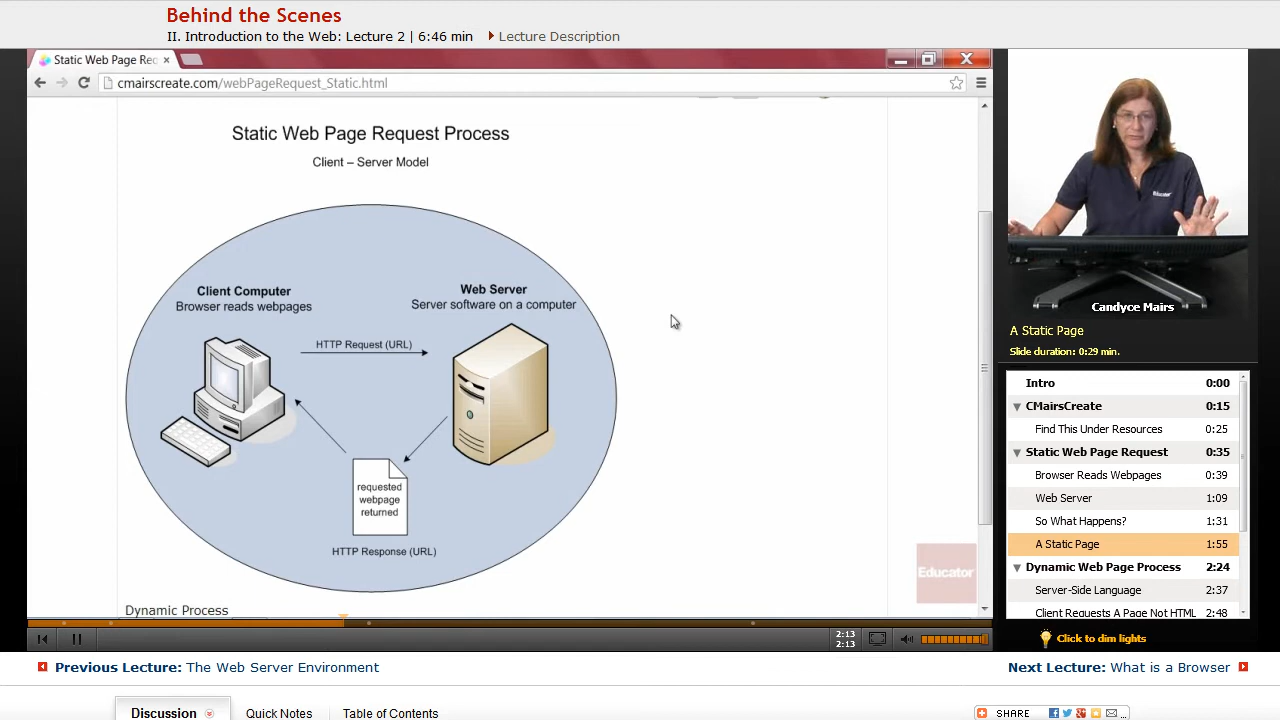 Behind the Scenes
II. Introduction to the Web: Lecture 2 | 6:46 min Lecture Description
Static Web Page Rec
cmairscreate.com/webPageRequest_Static.html
Static Web Page Request Process
Client – Server Model
Client Computer
Browser reads webpages
Web Server
Server software on a computer
HTTP Request (URL)
requested
webpage
returned
HTTP Response (URL)
Dynamic Process
Educator
2:13
2:13
Educator
Candyce Mairs
A Static Page
Slide duration: 0:29 min.
Intro 0:00
CMairsCreate 0:15
Find This Under Resources 0:25
Static Web Page Request 0:35
Browser Reads Webpages 0:39
Web Server 1:09
So What Happens? 1:31
A Static Page 1:55
Dynamic Web Page Process 2:24
Server-Side Language 2:37
Client Requests A Page Not HTML 2:48
Click to dim lights
Previous Lecture: The Web Server Environment
Next Lecture: What is a Browser
Discussion Quick Notes Table of Contents
SHARE